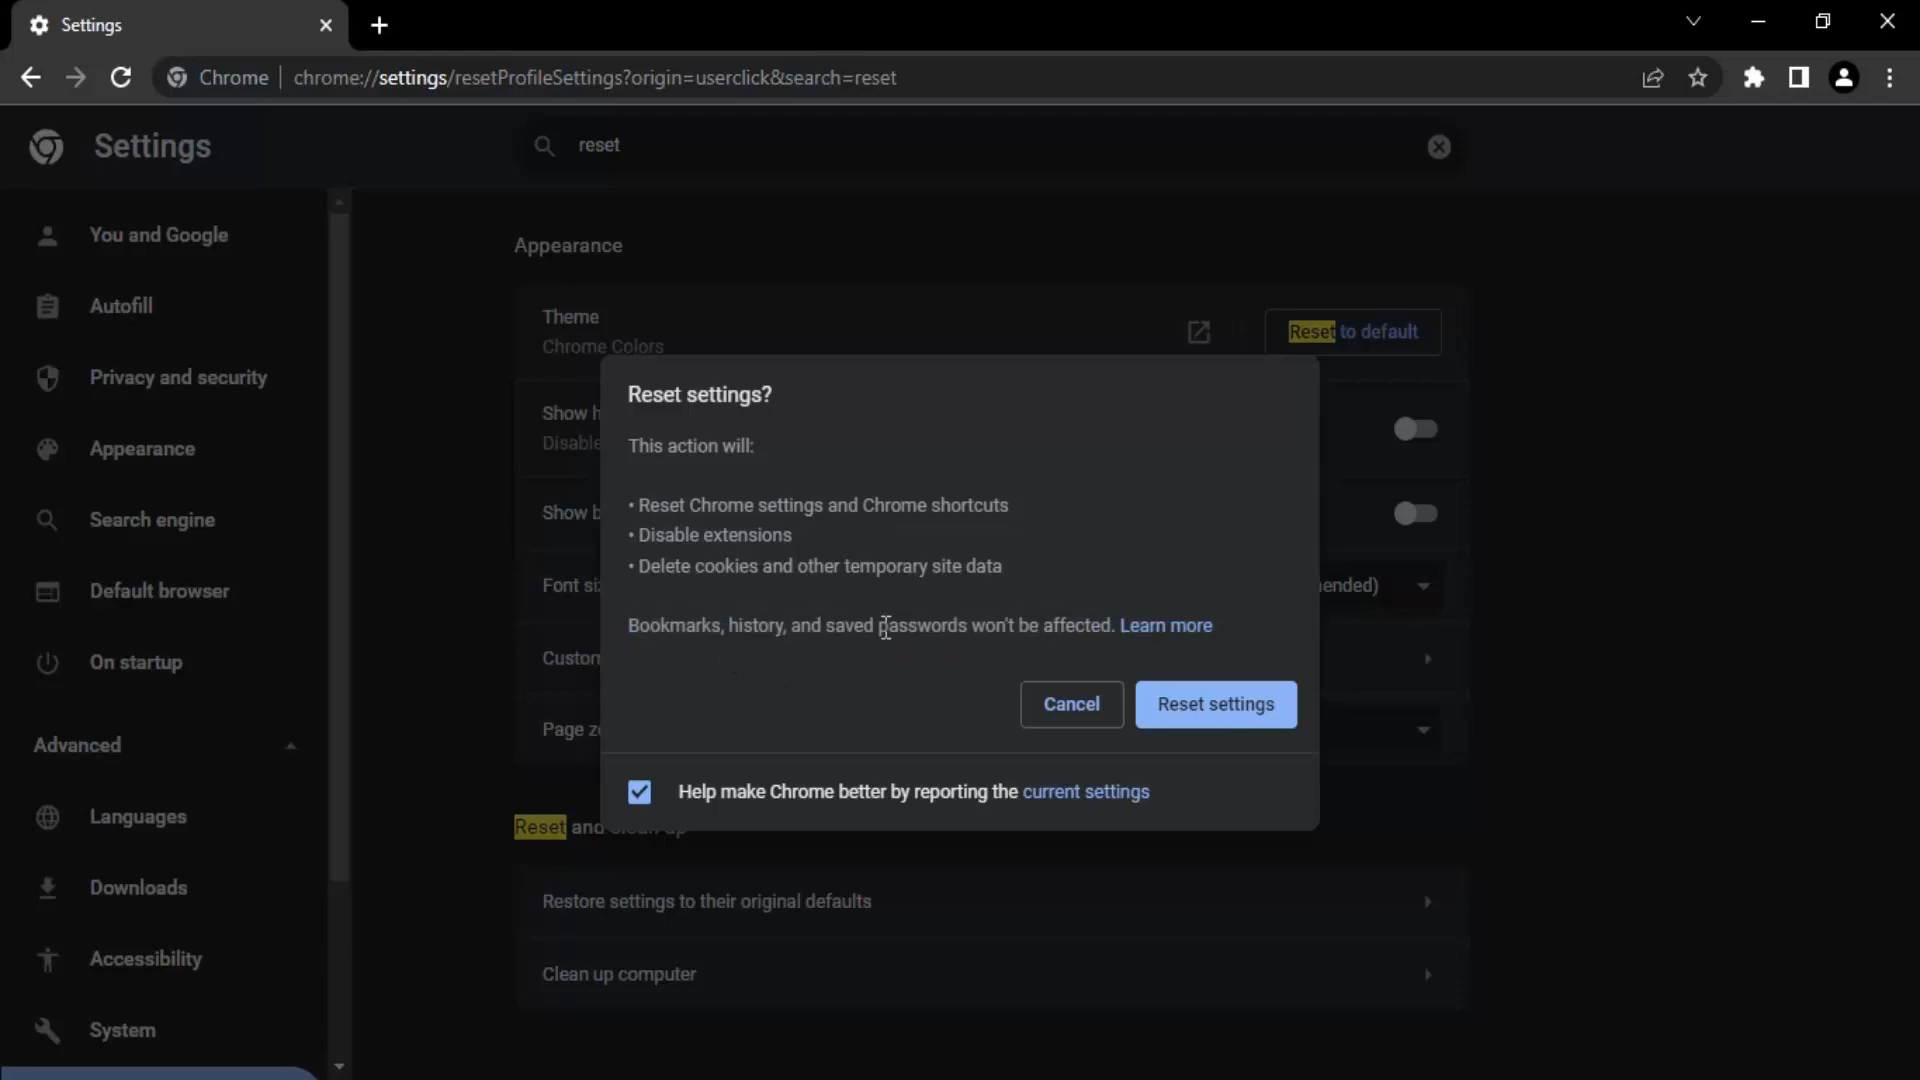 Settings
Chrome
chrome://settings/resetProfileSettings?origin=userclick&search=reset
Settings
reset
You and Google
Autofill
Privacy and security
Appearance
Search engine
Default browser
On startup
Advanced
Languages
Downloads
Accessibility
System
Appearance
Theme
Chrome Colors
Reset to default
Show h
Disable
Show b
Font si
ended)
Custom
Page z
Reset settings?
This action will:
• Reset Chrome settings and Chrome shortcuts
• Disable extensions
• Delete cookies and other temporary site data
Bookmarks, history, and saved passwords won't be affected. Learn more
Cancel
Reset settings
Help make Chrome better by reporting the current settings
Reset and clean up
Restore settings to their original defaults
Clean up computer